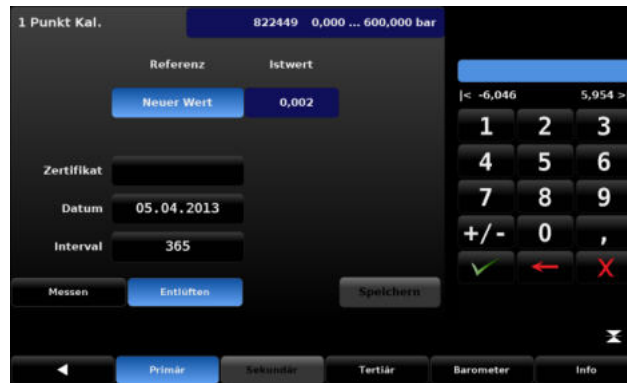 1 Punkt Kal. 822449 0,000 ... 600,000 bar
Referenz Istwert
Neuer Wert 0,002
|< -6,046 5,954 >
1 2 3
Zertifikat 4 5 6
Datum 05.04.2013 7 8 9
Interval 365 +/- 0 ,
Messen Entlüften Speichern
Primär Sekundär Tertiär Barometer Info